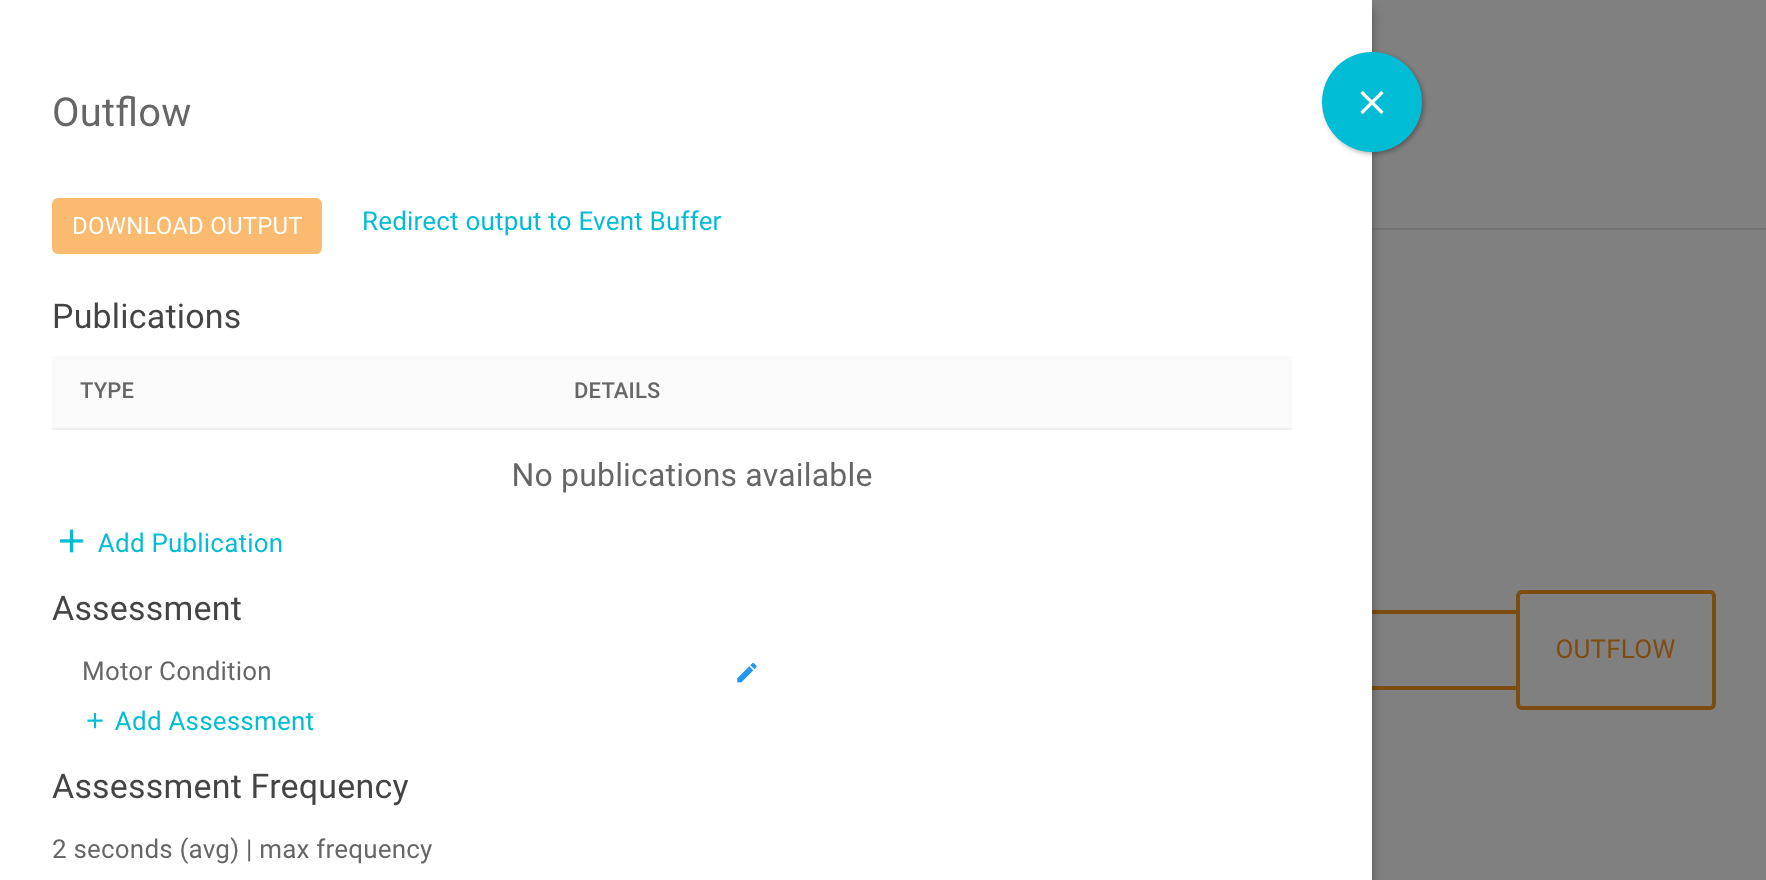 Outflow
DOWNLOAD OUTPUT
Redirect output to Event Buffer
Publications
TYPE DETAILS
No publications available
+ Add Publication
Assessment
Motor Condition
+ Add Assessment
Assessment Frequency
2 seconds (avg) | max frequency
OUTFLOW